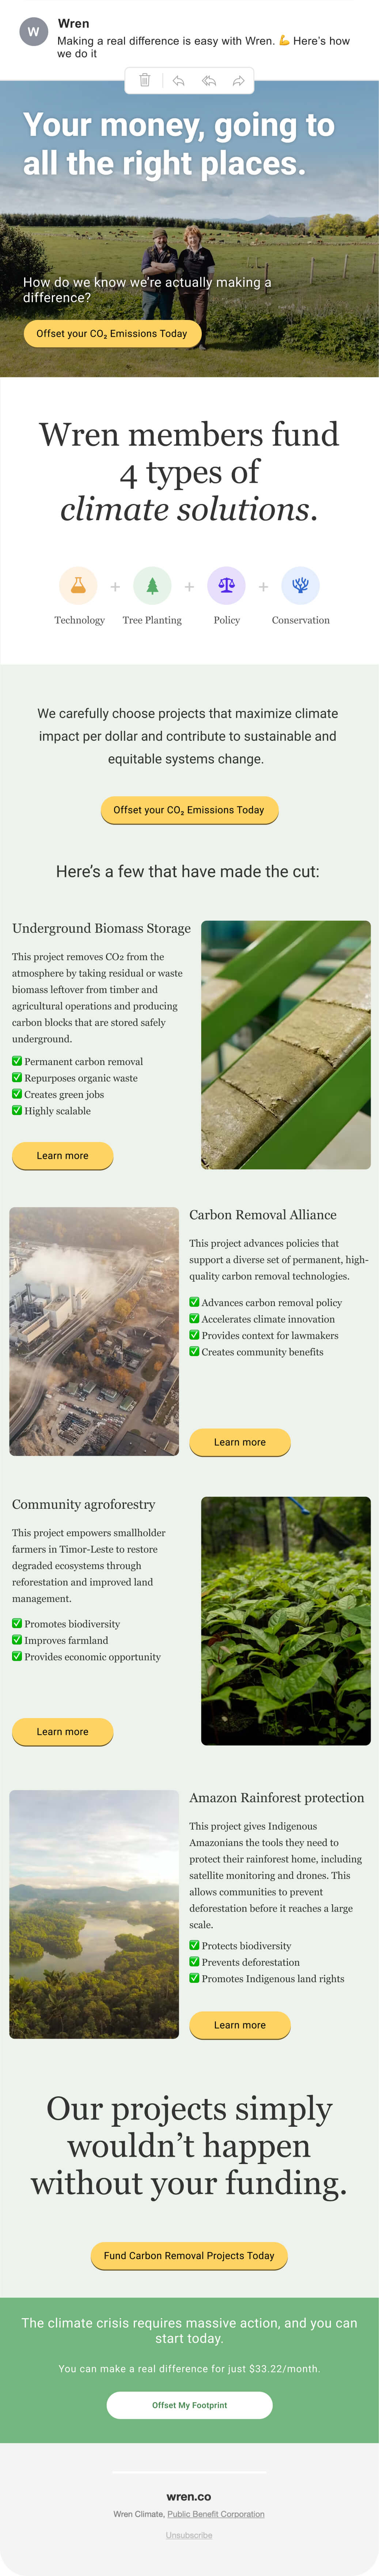 W
Wren
Making a real difference is easy with Wren. 💪 Here's how
we do it
Your money, going to
all the right places.
How do we know we're actually making a
difference?
Offset your CO₂ Emissions Today
Wren members fund
4 types of
climate solutions.
Technology + Tree Planting + Policy + Conservation
We carefully choose projects that maximize climate
impact per dollar and contribute to sustainable and
equitable systems change.
Offset your CO₂ Emissions Today
Here's a few that have made the cut:
Underground Biomass Storage
This project removes CO2 from the
atmosphere by taking residual or waste
biomass leftover from timber and
agricultural operations and producing
carbon blocks that are stored safely
underground.
✅ Permanent carbon removal
✅ Repurposes organic waste
✅ Creates green jobs
✅ Highly scalable
Learn more
Carbon Removal Alliance
This project advances policies that
support a diverse set of permanent, high-
quality carbon removal technologies.
✅ Advances carbon removal policy
✅ Accelerates climate innovation
✅ Provides context for lawmakers
✅ Creates community benefits
Learn more
Community agroforestry
This project empowers smallholder
farmers in Timor-Leste to restore
degraded ecosystems through
reforestation and improved land
management.
✅ Promotes biodiversity
✅ Improves farmland
✅ Provides economic opportunity
Learn more
Amazon Rainforest protection
This project gives Indigenous
Amazonians the tools they need to
protect their rainforest home, including
satellite monitoring and drones. This
allows communities to prevent
deforestation before it reaches a large
scale.
✅ Protects biodiversity
✅ Prevents deforestation
✅ Promotes Indigenous land rights
Learn more
Our projects simply
wouldn't happen
without your funding.
Fund Carbon Removal Projects Today
The climate crisis requires massive action, and you can
start today.
You can make a real difference for just $33.22/month.
Offset My Footprint
wren.co
Wren Climate, Public Benefit Corporation
Unsubscribe